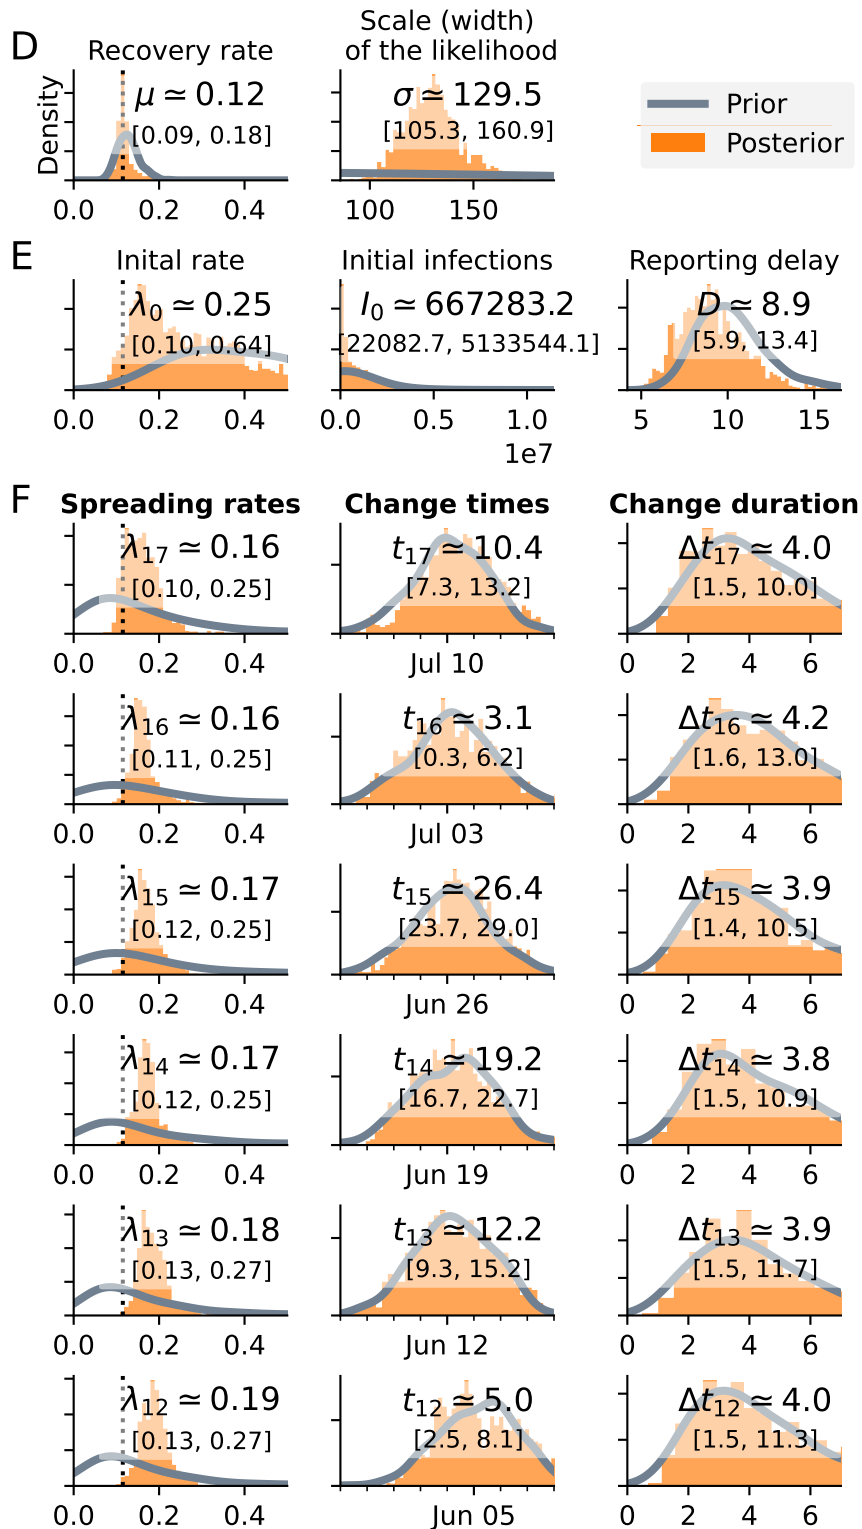 D
Recovery rate
Scale (width)
of the likelihood
Density
μ ≃ 0.12
[0.09, 0.18]
σ ≃ 129.5
[105.3, 160.9]
Prior
Posterior
0.0 0.2 0.4
100 150
E
Inital rate
Initial infections
Reporting delay
λ0 ≃ 0.25
[0.10, 0.64]
I0 ≃ 667283.2
[22082.7, 5133544.1]
D ≃ 8.9
[5.9, 13.4]
0.0 0.2 0.4
0.0 0.5 1.0
1e7
5 10 15
F
Spreading rates
Change times
Change duration
λ17 ≃ 0.16
[0.10, 0.25]
t17 ≃ 10.4
[7.3, 13.2]
Δt17 ≃ 4.0
[1.5, 10.0]
0.0 0.2 0.4
Jul 10
0 2 4 6
λ16 ≃ 0.16
[0.11, 0.25]
t16 ≃ 3.1
[0.3, 6.2]
Δt16 ≃ 4.2
[1.6, 13.0]
0.0 0.2 0.4
Jul 03
0 2 4 6
λ15 ≃ 0.17
[0.12, 0.25]
t15 ≃ 26.4
[23.7, 29.0]
Δt15 ≃ 3.9
[1.4, 10.5]
0.0 0.2 0.4
Jun 26
0 2 4 6
λ14 ≃ 0.17
[0.12, 0.25]
t14 ≃ 19.2
[16.7, 22.7]
Δt14 ≃ 3.8
[1.5, 10.9]
0.0 0.2 0.4
Jun 19
0 2 4 6
λ13 ≃ 0.18
[0.13, 0.27]
t13 ≃ 12.2
[9.3, 15.2]
Δt13 ≃ 3.9
[1.5, 11.7]
0.0 0.2 0.4
Jun 12
0 2 4 6
λ12 ≃ 0.19
[0.13, 0.27]
t12 ≃ 5.0
[2.5, 8.1]
Δt12 ≃ 4.0
[1.5, 11.3]
0.0 0.2 0.4
Jun 05
0 2 4 6